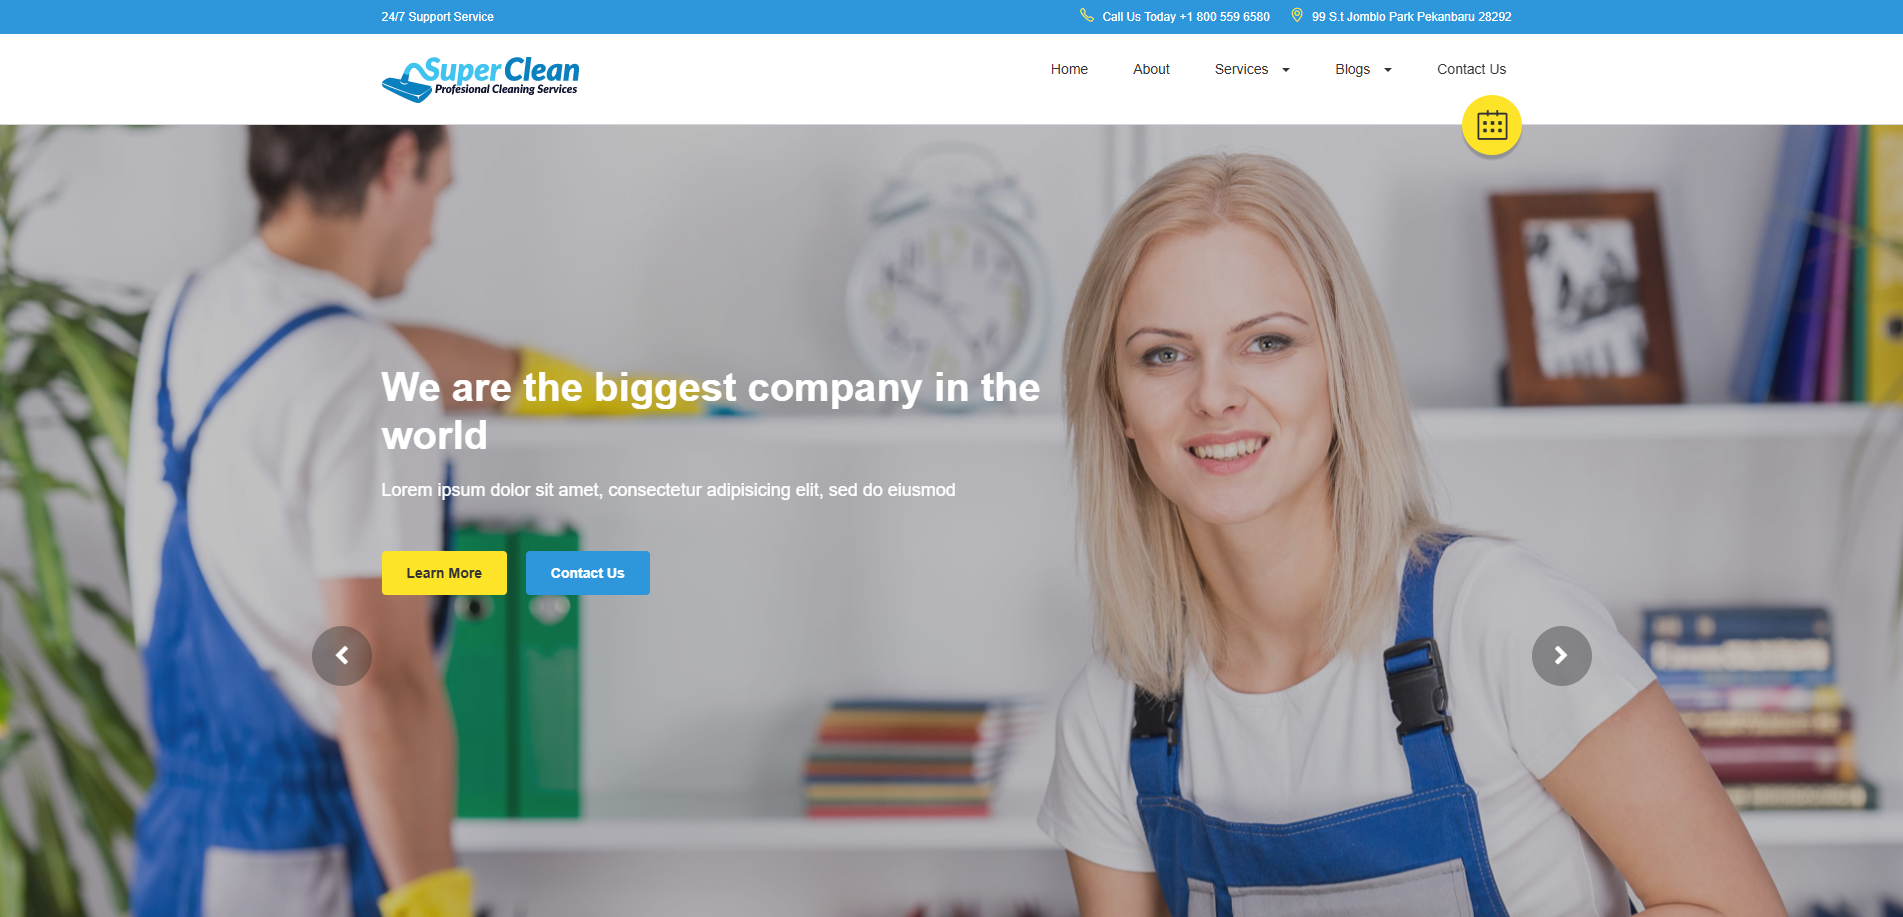 24/7 Support Service
Call Us Today +1 800 559 6580
99 S.t Jomblo Park Pekanbaru 28292
Super Clean
Profesional Cleaning Services
Home
About
Services
Blogs
Contact Us
We are the biggest company in the
world
Lorem ipsum dolor sit amet, consectetur adipisicing elit, sed do eiusmod
Learn More
Contact Us